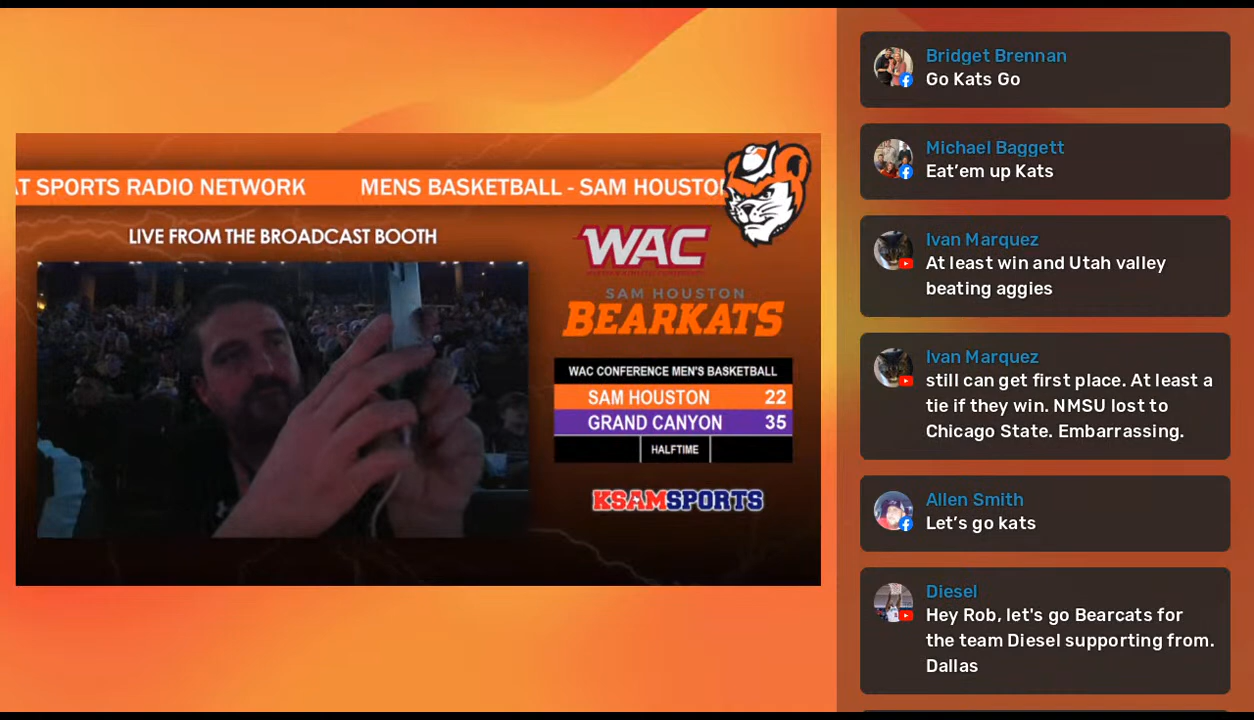 AT SPORTS RADIO NETWORK MENS BASKETBALL - SAM HOUSTO
LIVE FROM THE BROADCAST BOOTH
WAC
SAM HOUSTON
BEARKATS
WAC CONFERENCE MEN'S BASKETBALL
SAM HOUSTON 22
GRAND CANYON 35
HALFTIME
KSAMSPORTS
Bridget Brennan
Go Kats Go
Michael Baggett
Eat’em up Kats
Ivan Marquez
At least win and Utah valley
beating aggies
Ivan Marquez
still can get first place. At least a
tie if they win. NMSU lost to
Chicago State. Embarrassing.
Allen Smith
Let’s go kats
Diesel
Hey Rob, let's go Bearcats for
the team Diesel supporting from.
Dallas